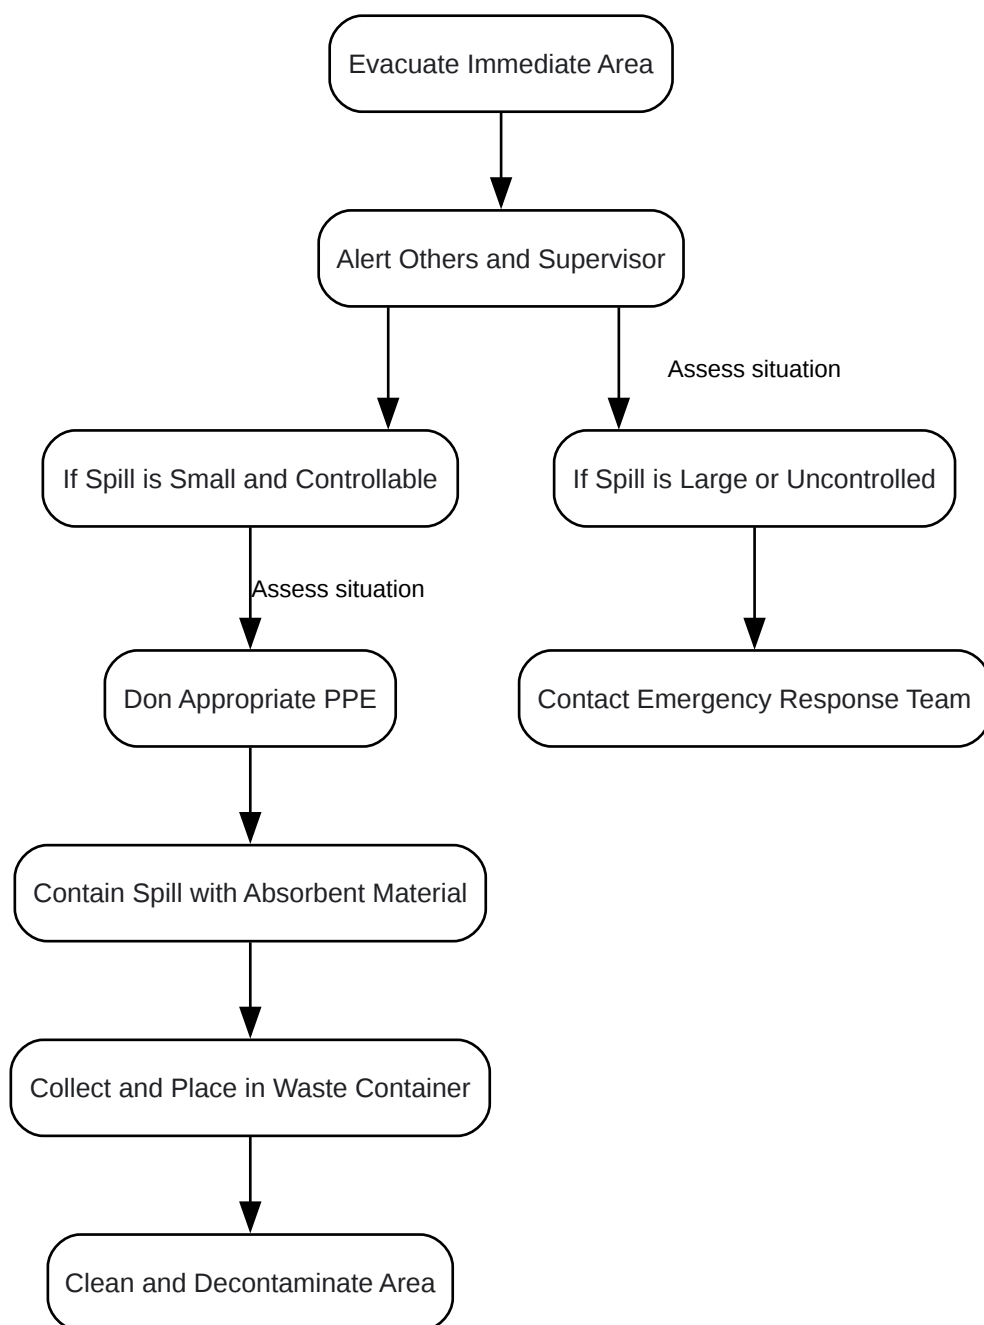 Evacuate Immediate Area
Alert Others and Supervisor
Assess situation
If Spill is Small and Controllable
If Spill is Large or Uncontrolled
Assess situation
Don Appropriate PPE
Contact Emergency Response Team
Contain Spill with Absorbent Material
Collect and Place in Waste Container
Clean and Decontaminate Area